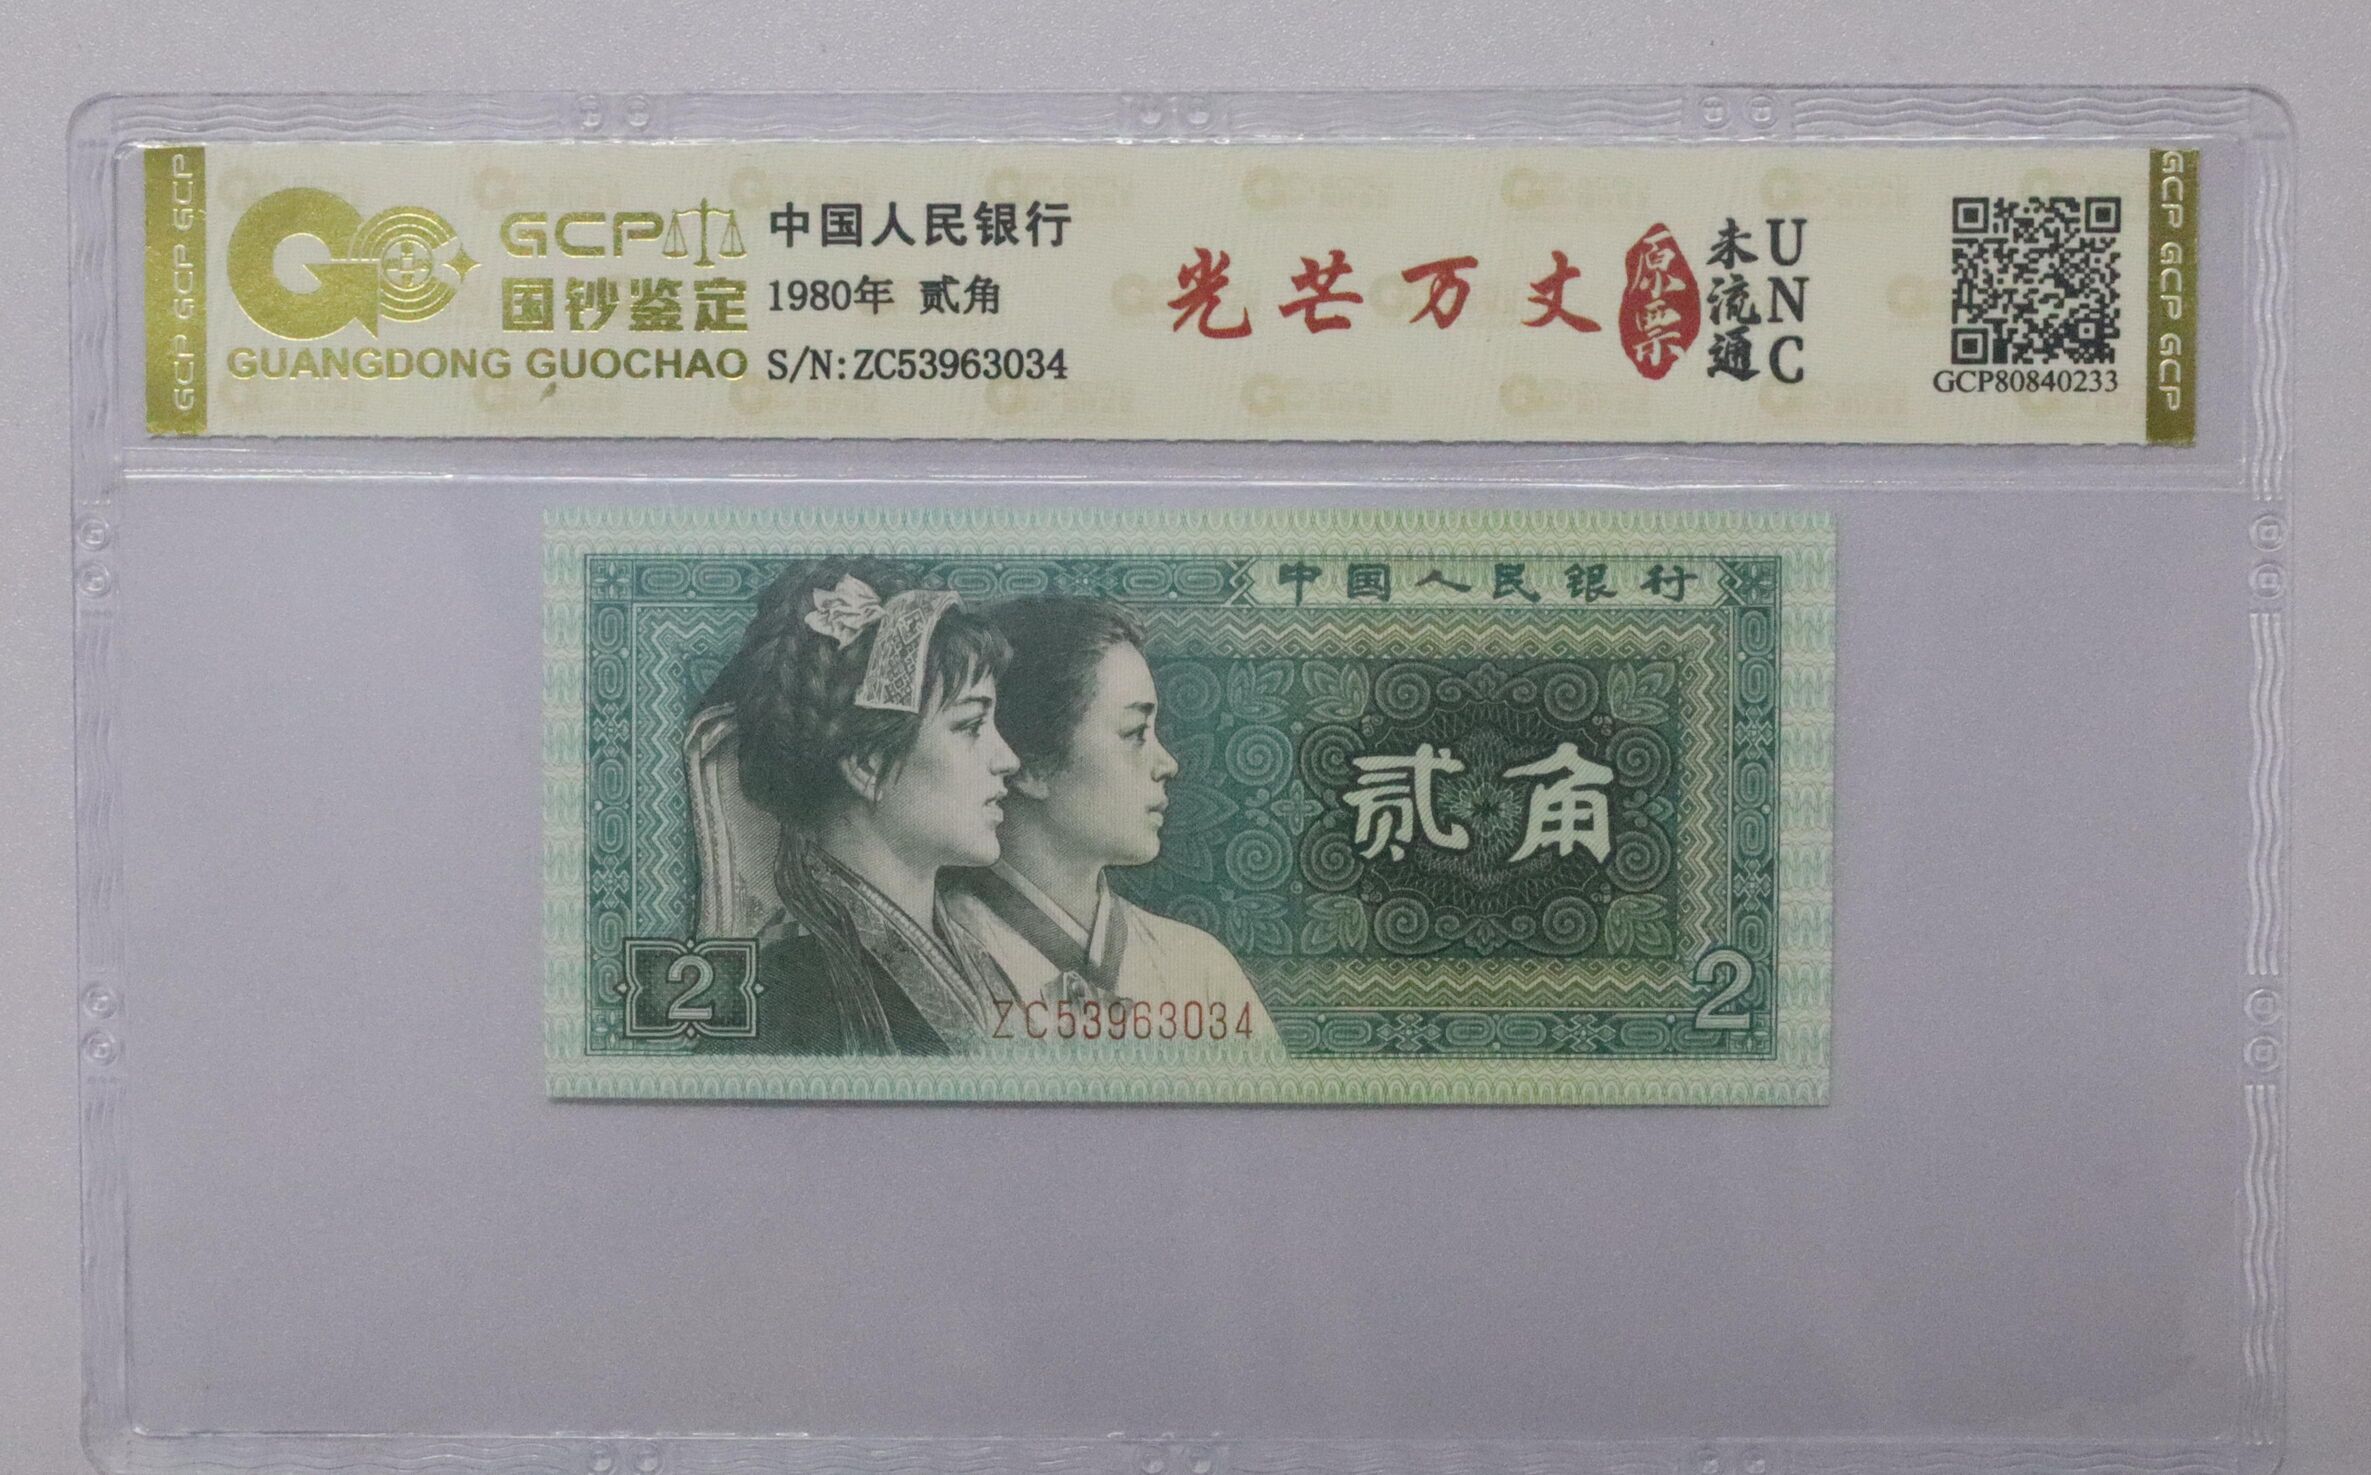 GCP GCP GCP
GCP
国钞鉴定
GUANGDONG GUOCHAO
中国人民银行
1980年 贰角
S/N:ZC53963034
光芒万丈
原票
未流通
UNC
GCP80840233
GCP GCP GCP
中国人民银行
贰角
2
2
ZC53963034